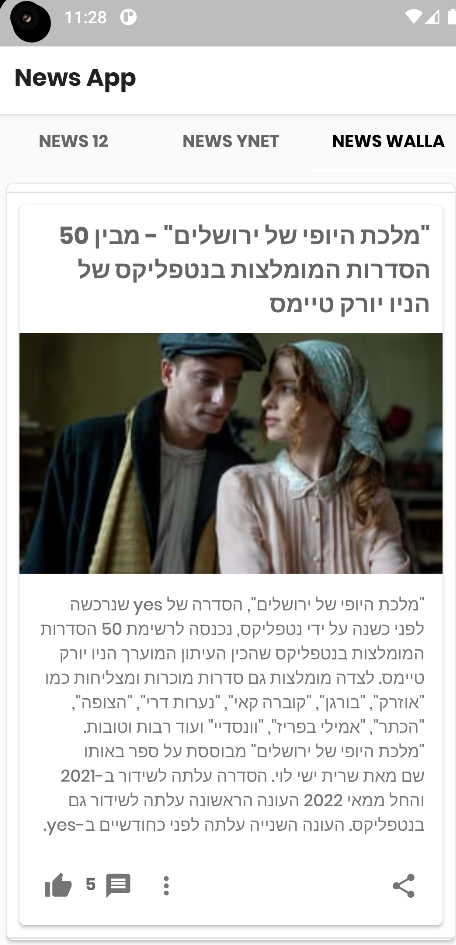 11:28
News App
NEWS 12
NEWS YNET
NEWS WALLA
"מלכת היופי של ירושלים" - מבין 50
הסדרות המומלצות בנטפליקס של
הניו יורק טיימס
"מלכת היופי של ירושלים", הסדרה של yes שנרכשה
לפני כשנה על ידי נטפליקס, נכנסה לרשימת 50 הסדרות
המומלצות בנטפליקס שהכין העיתון המוערך הניו יורק
טיימס. לצדה מומלצות גם סדרות מוכרות ומצליחות כמו
"אוזרק", "בורגן", "קוברה קאי", "נערות דרי", "הצופה",
"הכתר", "אמילי בפריז", "וונסדיי" ועוד רבות וטובות.
"מלכת היופי של ירושלים" מבוססת על ספר באותו
שם מאת שרית ישי לוי. הסדרה עלתה לשידור ב-2021
והחל ממאי 2022 העונה הראשונה עלתה לשידור גם
בנטפליקס. העונה השנייה עלתה לפני כחודשיים ב-yes.
5